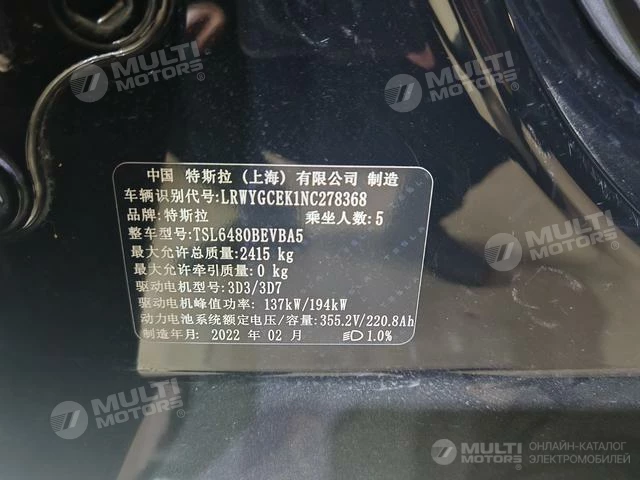 MULTI
MOTORS®
MULTI
MOTORS®
中国 特斯拉（上海）有限公司 制造
车辆识别代号: LRWYGCEK1NC278368
品牌: 特斯拉 乘坐人数: 5
整车型号: TSL6480BEVBA5
最大允许总质量: 2415 kg
最大允许牵引质量: 0 kg
驱动电机型号: 3D3/3D7
驱动电机峰值功率: 137kW/194kW
动力电池系统额定电压/容量: 355.2V/220.8Ah
制造年月: 2022 年 02 月 1.0%
MULTI
MOTORS®
MULTI
MOTORS®
MULTI
MOTORS®
ОНЛАЙН-КАТАЛОГ
ЭЛЕКТРОМОБИЛЕЙ